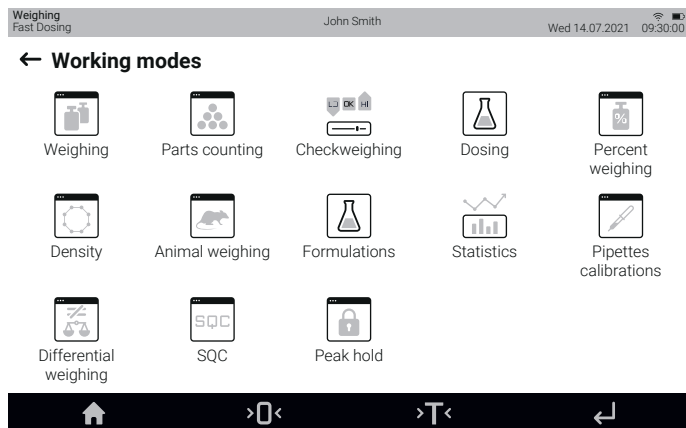 Weighing
Fast Dosing
John Smith
Wed 14.07.2021 09:30:00
← Working modes
LO OK HI
Weighing
Parts counting
Checkweighing
Dosing
%
Percent
weighing
Density
Animal weighing
Formulations
Statistics
Pipettes
calibrations
SQC
Differential
weighing
SQC
Peak hold
>0<
>T<